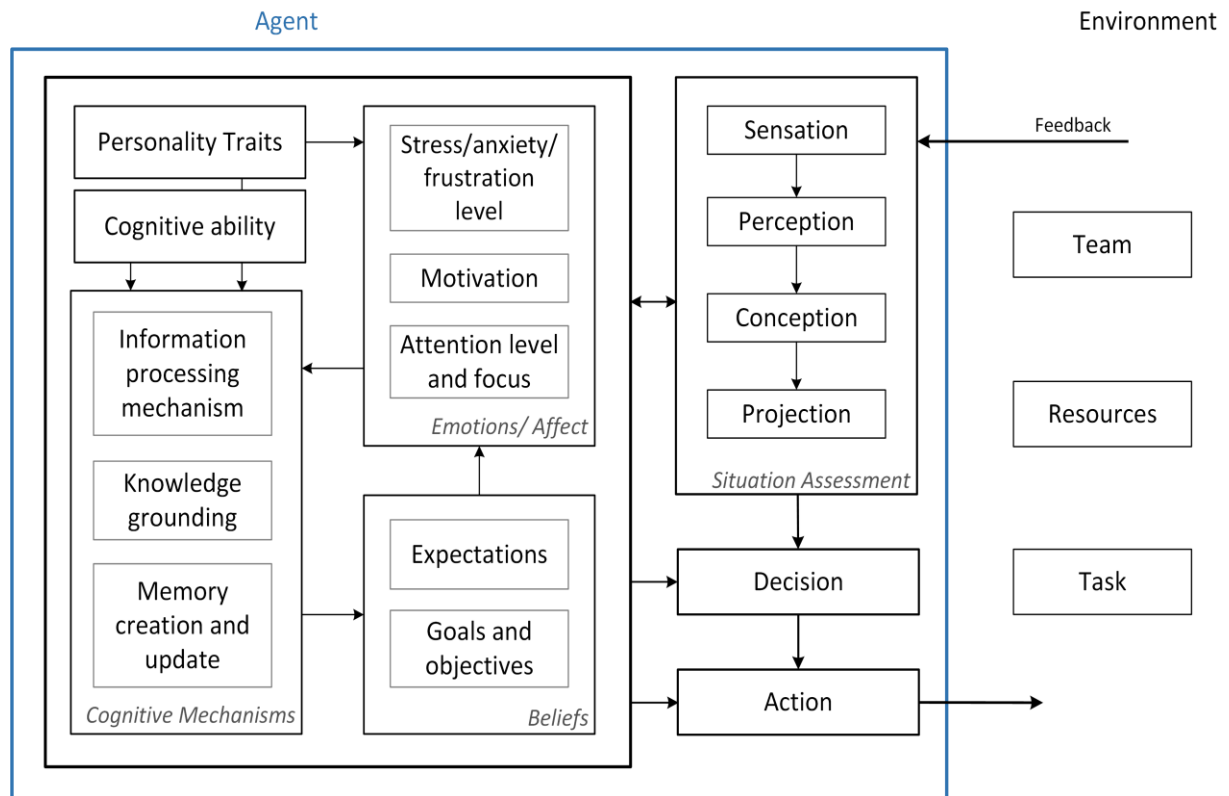 Agent
Environment
Personality Traits
Cognitive ability
Information
processing
mechanism
Knowledge
grounding
Memory
creation and
update
Cognitive Mechanisms
Stress/anxiety/
frustration
level
Motivation
Attention level
and focus
Emotions/ Affect
Expectations
Goals and
objectives
Beliefs
Sensation
Perception
Conception
Projection
Situation Assessment
Decision
Action
Feedback
Team
Resources
Task